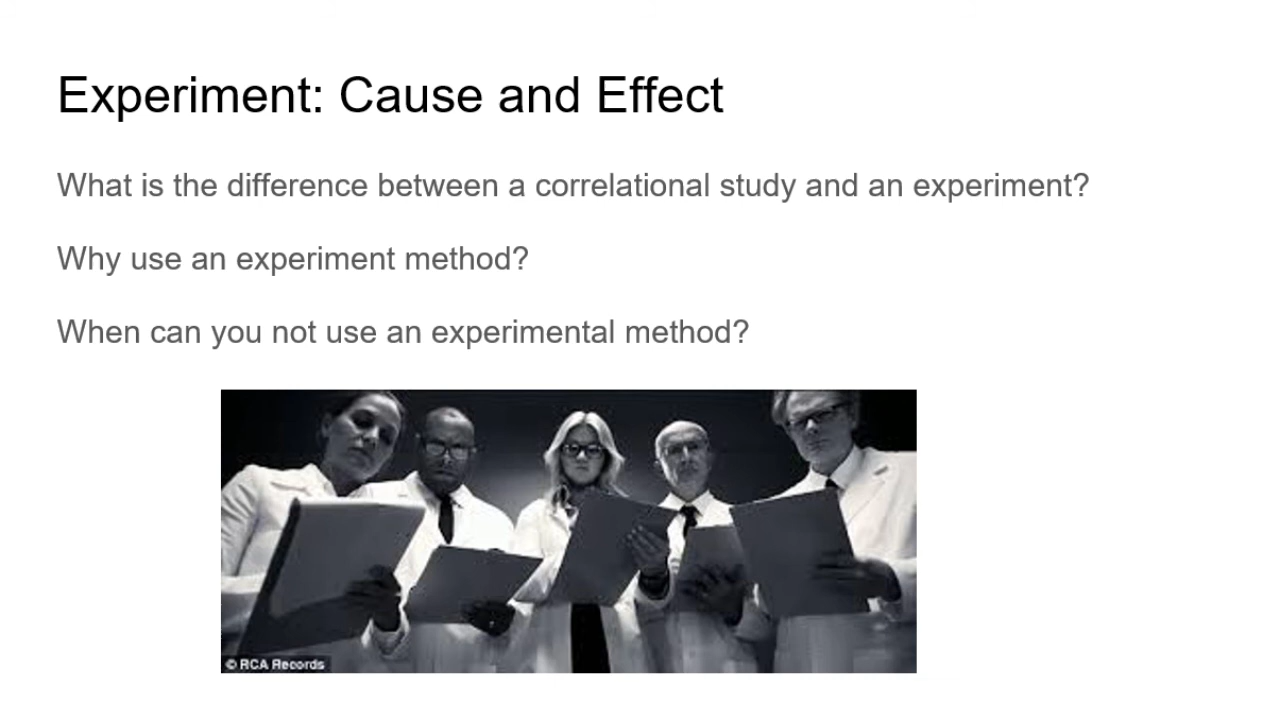 Experiment: Cause and Effect
What is the difference between a correlational study and an experiment?
Why use an experiment method?
When can you not use an experimental method?
© RCA Records